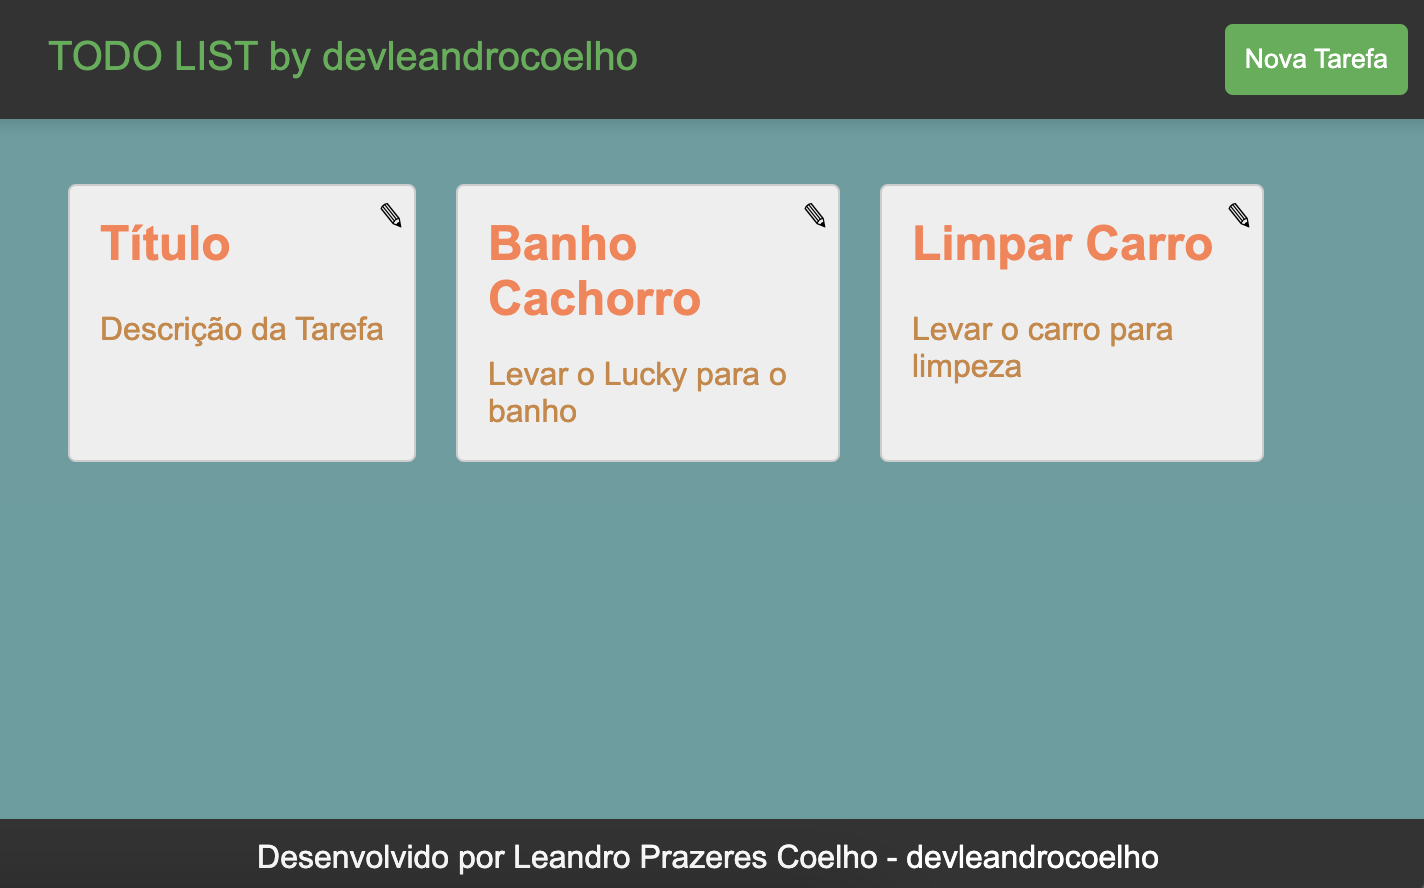 TODO LIST by devleandrocoelho
Nova Tarefa
Título
Descrição da Tarefa
Banho
Cachorro
Levar o Lucky para o
banho
Limpar Carro
Levar o carro para
limpeza
Desenvolvido por Leandro Prazeres Coelho - devleandrocoelho